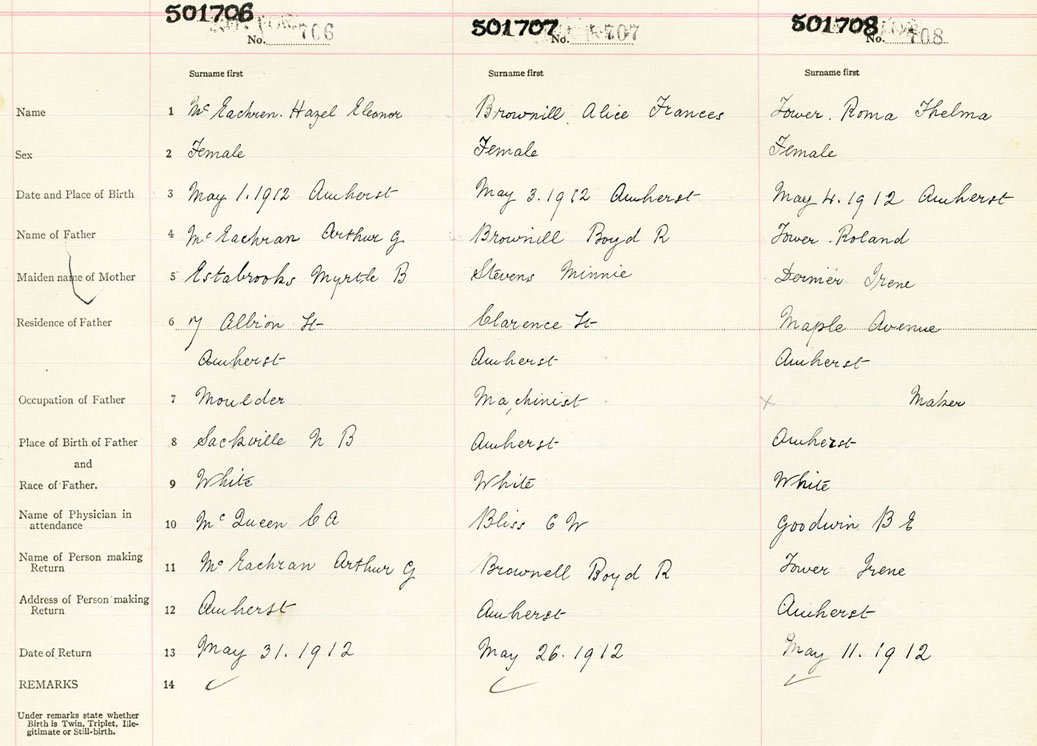 501706 501707 501708
No. 706 No. 707 No. 708
Surname first Surname first Surname first
Name 1 McEachren. Hazel Eleanor Brownill Alice Frances Tower. Roma Thelma
Sex 2 Female Female Female
Date and Place of Birth 3 May 1. 1912 Amherst May 3. 1912 Amherst May 4. 1912 Amherst
Name of Father 4 McEachran Arthur G Brownill Boyd R Tower. Roland
Maiden name of Mother 5 Estabrooks Myrtle B Stevens Minnie Dernier Irene
Residence of Father 6 7 Albion St Clarence St Maple Avenue
Amherst Amherst Amherst
Occupation of Father 7 Moulder Machinist x Maker
Place of Birth of Father 8 Sackville N B Amherst Amherst
and
Race of Father. 9 White White White
Name of Physician in
attendance 10 McQueen C A Bliss C W Goodwin B E
Name of Person making
Return 11 McEachran Arthur G Brownell Boyd R Tower Irene
Address of Person making
Return 12 Amherst Amherst Amherst
Date of Return 13 May 31. 1912 May 26. 1912 May 11. 1912
REMARKS 14
Under remarks state whether
Birth is Twin, Triplet, Ille-
gitimate or Still-birth.